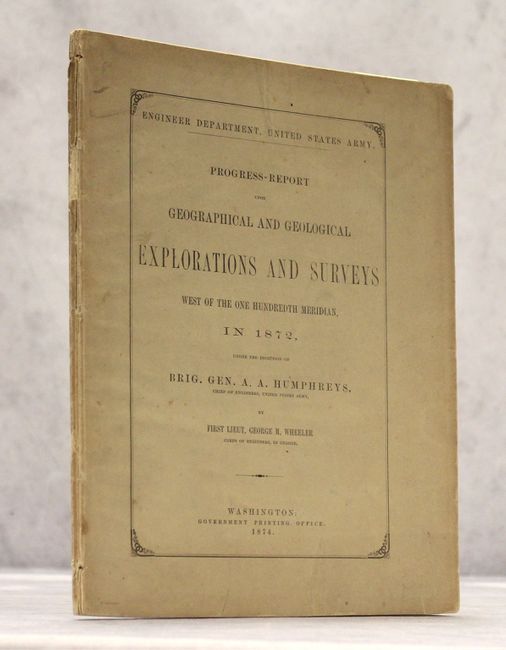 ENGINEER DEPARTMENT, UNITED STATES ARMY.
PROGRESS-REPORT
UPON
GEOGRAPHICAL AND GEOLOGICAL
EXPLORATIONS AND SURVEYS
WEST OF THE ONE HUNDREDTH MERIDIAN,
IN 1872,
UNDER THE DIRECTION OF
BRIG. GEN. A. A. HUMPHREYS,
CHIEF OF ENGINEERS, UNITED STATES ARMY,
BY
FIRST LIEUT. GEORGE M. WHEELER
CORPS OF ENGINEERS, IN CHARGE.
WASHINGTON:
GOVERNMENT PRINTING OFFICE.
1874.